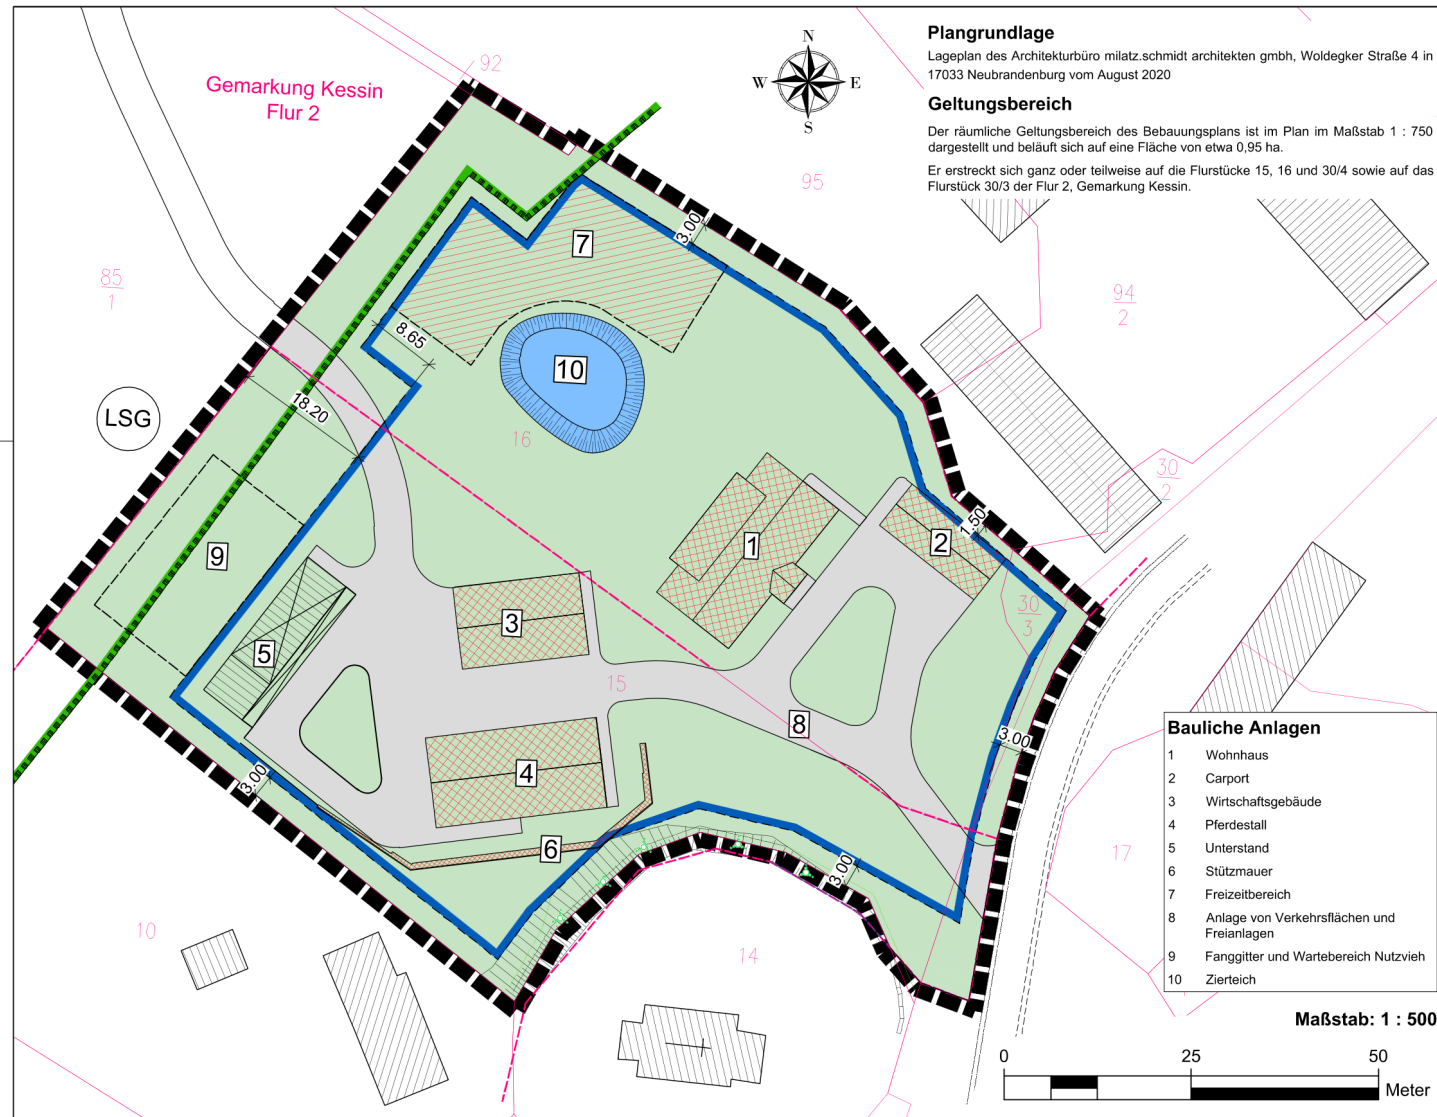 Plangrundlage
Lageplan des Architekturbüro milatz.schmidt architekten gmbh, Woldegker Straße 4 in
17033 Neubrandenburg vom August 2020
Geltungsbereich
Der räumliche Geltungsbereich des Bebauungsplans ist im Plan im Maßstab 1 : 750
dargestellt und beläuft sich auf eine Fläche von etwa 0,95 ha.
Er erstreckt sich ganz oder teilweise auf die Flurstücke 15, 16 und 30/4 sowie auf das
Flurstück 30/3 der Flur 2, Gemarkung Kessin.
N
W
E
S
92
Gemarkung Kessin
Flur 2
95
85
1
94
2
7
3.00
8.65
10
18.20
LSG
16
30
2
1.50
1
2
9
3
30
3
5
15
8
3.00
4
3.00
6
3.00
17
10
14
Bauliche Anlagen
1 Wohnhaus
2 Carport
3 Wirtschaftsgebäude
4 Pferdestall
5 Unterstand
6 Stützmauer
7 Freizeitbereich
8 Anlage von Verkehrsflächen und
Freianlagen
9 Fanggitter und Wartebereich Nutzvieh
10 Zierteich
Maßstab: 1 : 500
0 25 50
Meter